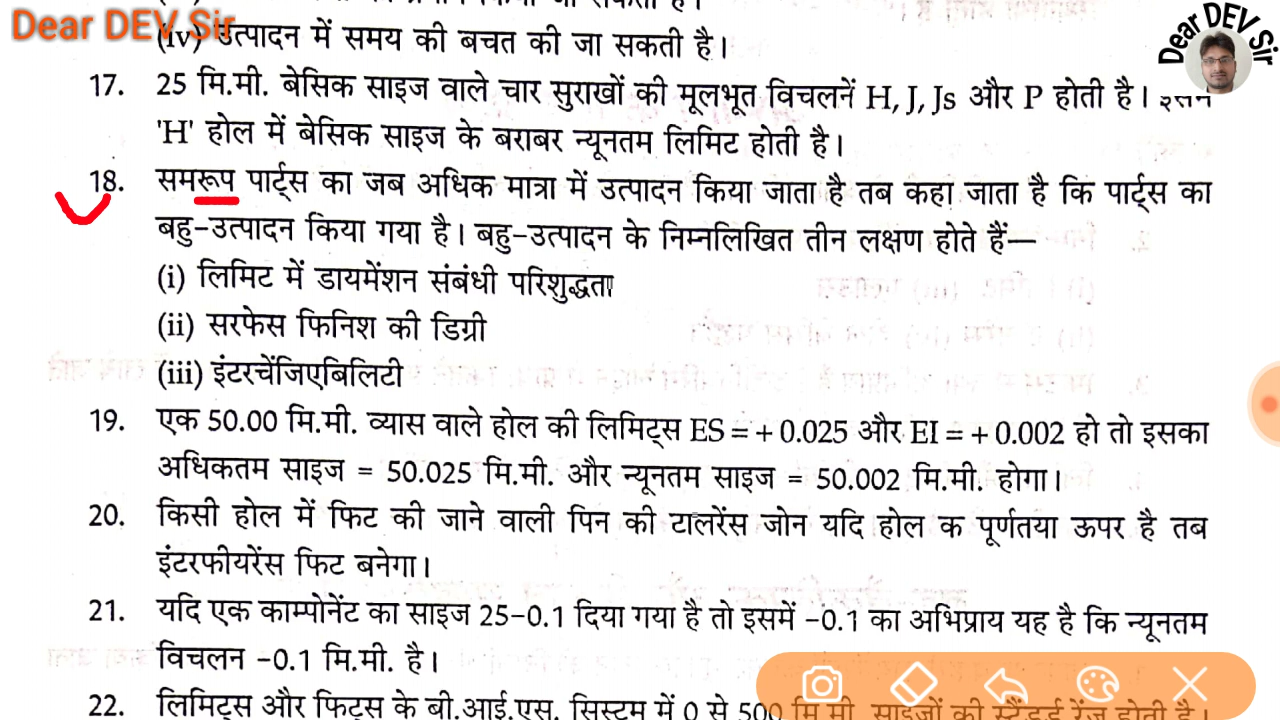 Dear DEV Sir
Dear DEV Sir
(iv) उत्पादन में समय की बचत की जा सकती है।
17. 25 मि.मी. बेसिक साइज वाले चार सुराखों की मूलभूत विचलनें H, J, Js और P होती है।
'H' होल में बेसिक साइज के बराबर न्यूनतम लिमिट होती है।
18. समरूप पार्ट्स का जब अधिक मात्रा में उत्पादन किया जाता है तब कहा जाता है कि पार्ट्स का
बहु-उत्पादन किया गया है। बहु-उत्पादन के निम्नलिखित तीन लक्षण होते हैं—
(i) लिमिट में डायमेंशन संबंधी परिशुद्धता
(ii) सरफेस फिनिश की डिग्री
(iii) इंटरचेंजिएबिलिटी
19. एक 50.00 मि.मी. व्यास वाले होल की लिमिट्स ES = + 0.025 और EI = + 0.002 हो तो इसका
अधिकतम साइज = 50.025 मि.मी. और न्यूनतम साइज = 50.002 मि.मी. होगा।
20. किसी होल में फिट की जाने वाली पिन की टालरेंस जोन यदि होल क पूर्णतया ऊपर है तब
इंटरफीयरेंस फिट बनेगा।
21. यदि एक काम्पोनेंट का साइज 25-0.1 दिया गया है तो इसमें -0.1 का अभिप्राय यह है कि न्यूनतम
विचलन -0.1 मि.मी. है।
22. लिमिट्स और फिट्स के बी.आई.एस. सिस्टम में 0 से 500 मि.मी. साइजों की स्टैंडर्ड रेंज होती है।